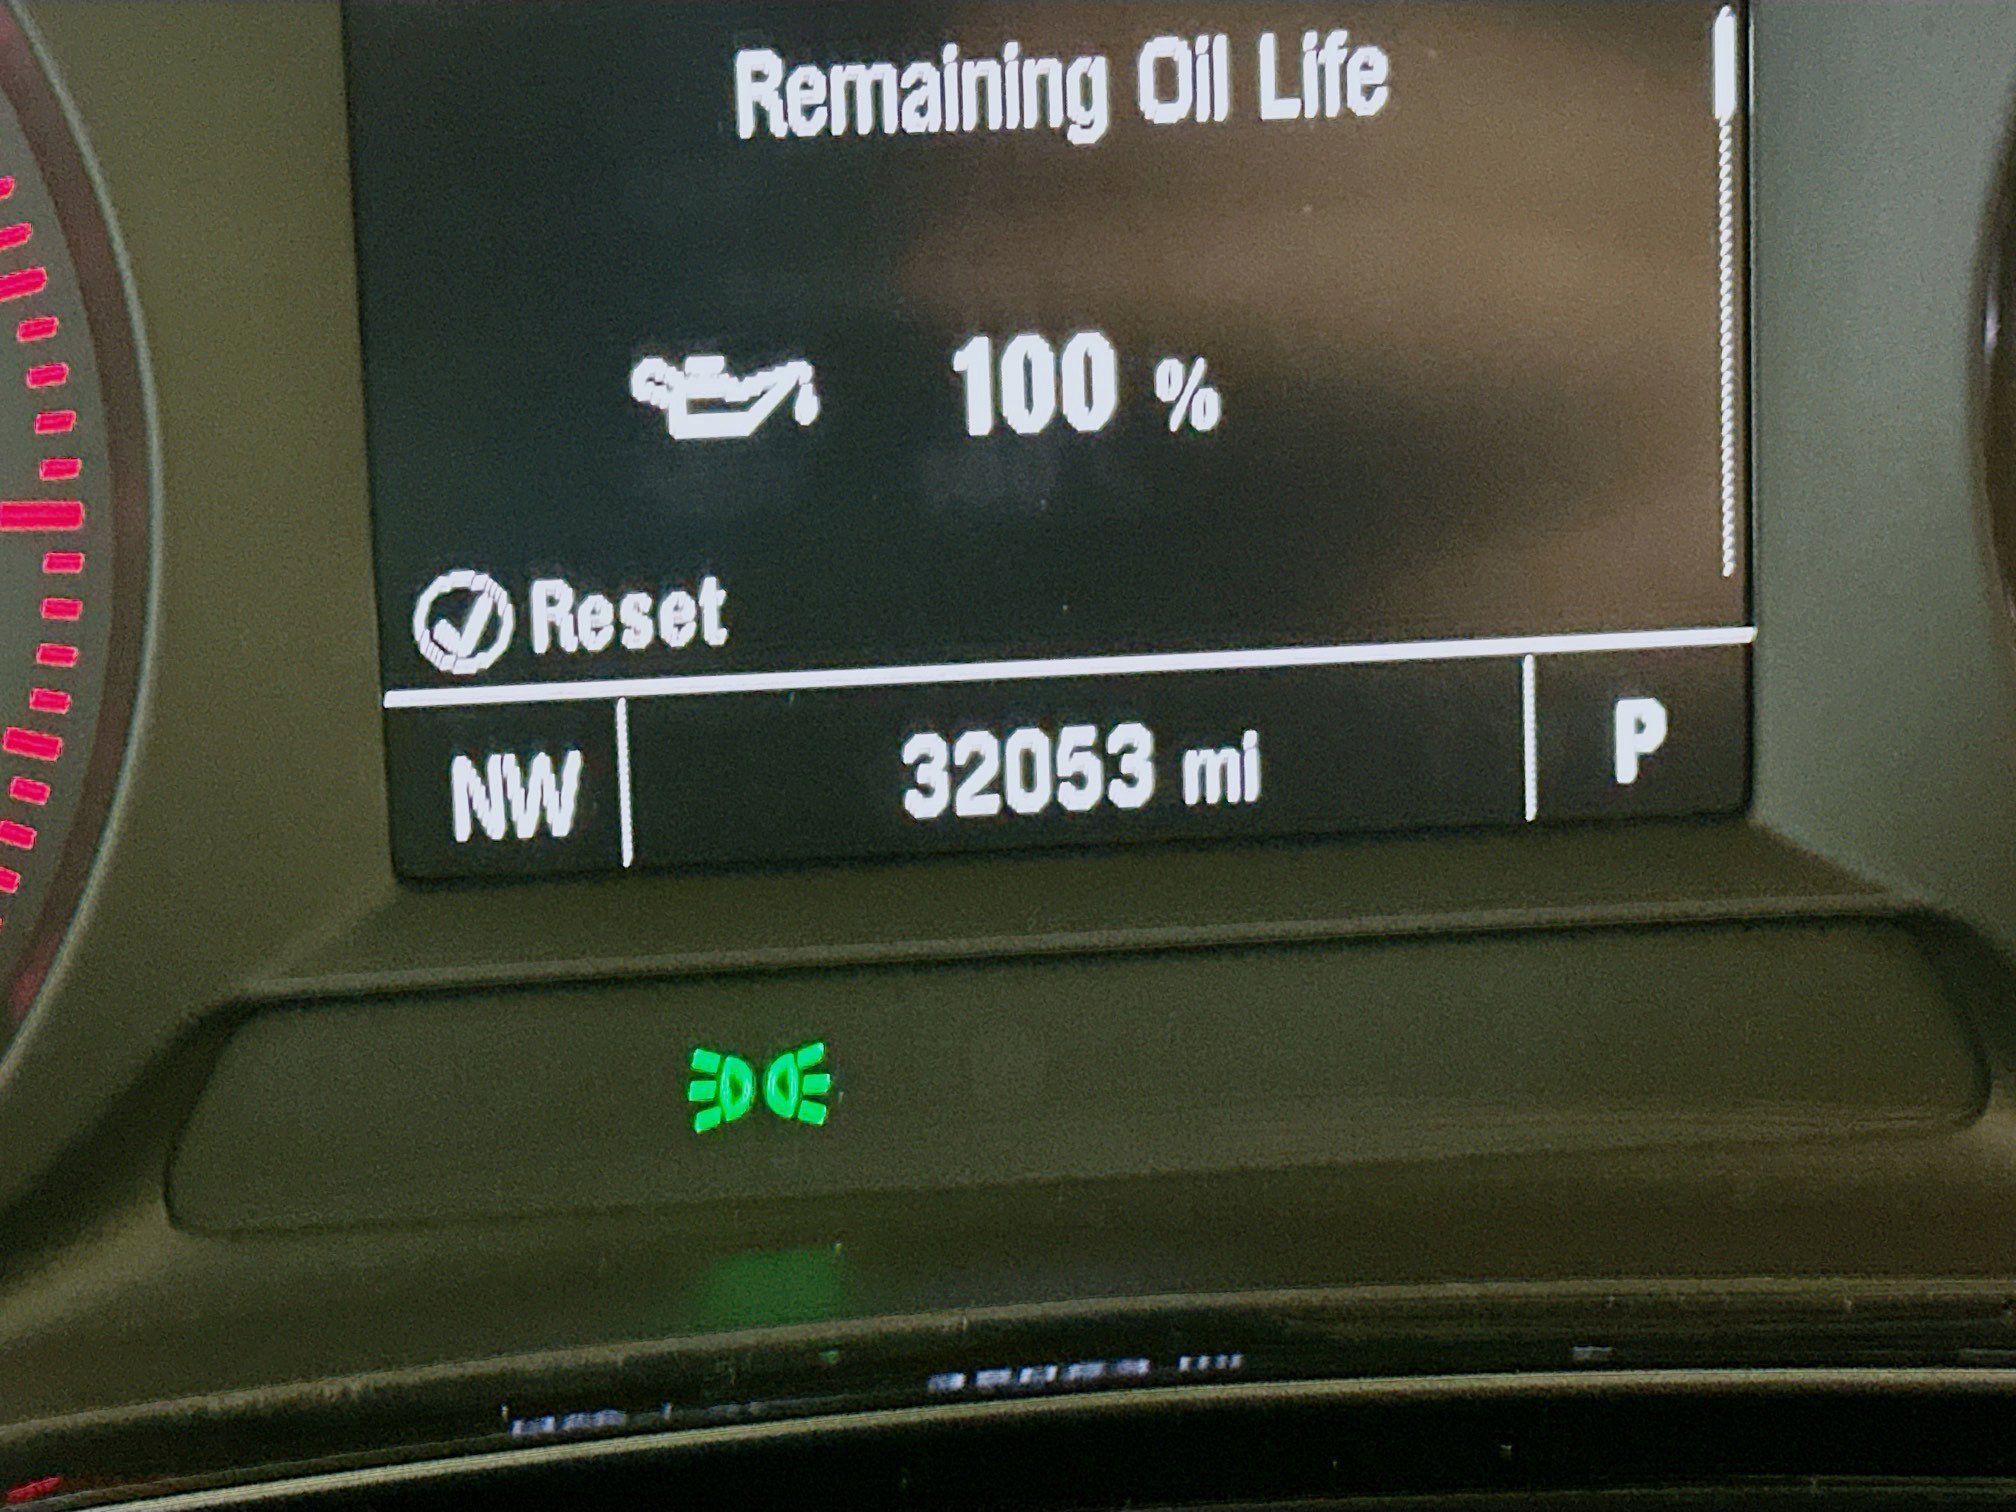 Remaining Oil Life
100 %
Reset
NW
32053 mi
P